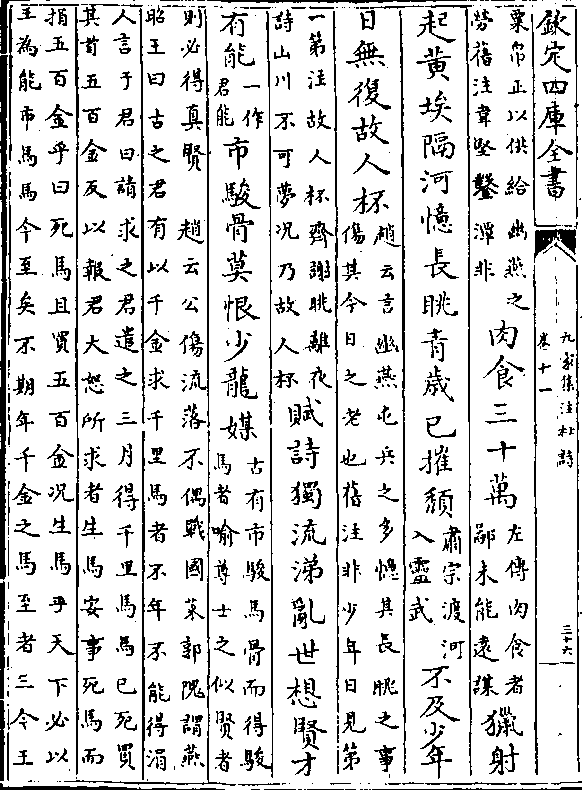 欽定四庫全書
九家集注杜詩
卷十一
三十六
粟帛正以供給幽燕之
勞舊注韋堅鑿潭非
肉食三十萬
左傳肉食者
鄙未能遠謀
獵射
起黃埃隔河憶長眺青歲已摧頽
肅宗渡河
入靈武
不及少年
日無復故人杯
趙云言幽燕屯兵之多憶其長眺之事
傷其今日之老也舊注非少年日見第
一第注故人杯齊謝眺離夜
詩山川不可夢况乃故人杯
賦詩獨流涕亂世想賢才
有能
一作
君能
市駿骨莫恨少龍媒
古有市駿馬骨而得駿
馬者喻尊士之似賢者
則必得真賢　趙云公傷流落不偶戰國策郭隗謂燕
昭王曰古之君有以千金求千里馬者不年不能得涓
人言于君曰請求之君遣之三月得千里馬馬已死買
其首五百金反以報君大怒所求者生馬安事死馬而
捐五百金乎曰死馬且買五百金况生馬乎天下必以
王為能市馬馬今至矣不期年千金之馬至者三今王